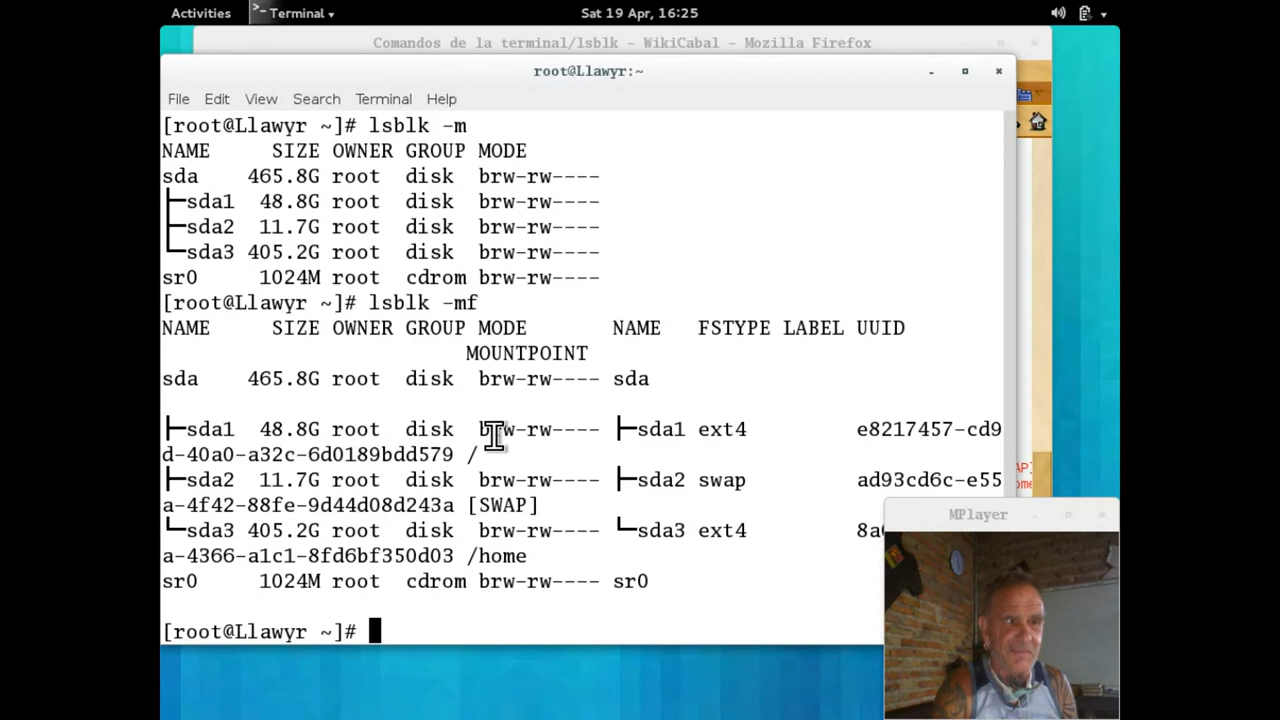 Activities Terminal Sat 19 Apr, 16:25
Comandos de la terminal/lsblk - WikiCabal - Mozilla Firefox
root@Llawyr:~
File Edit View Search Terminal Help
[root@Llawyr ~]# lsblk -m
NAME SIZE OWNER GROUP MODE
sda 465.8G root disk brw-rw----
├─sda1 48.8G root disk brw-rw----
├─sda2 11.7G root disk brw-rw----
└─sda3 405.2G root disk brw-rw----
sr0 1024M root cdrom brw-rw----
[root@Llawyr ~]# lsblk -mf
NAME SIZE OWNER GROUP MODE NAME FSTYPE LABEL UUID
MOUNTPOINT
sda 465.8G root disk brw-rw---- sda
├─sda1 48.8G root disk brw-rw---- ├─sda1 ext4 e8217457-cd9
d-40a0-a32c-6d0189bdd579 /
├─sda2 11.7G root disk brw-rw---- ├─sda2 swap ad93cd6c-e55
a-4f42-88fe-9d44d08d243a [SWAP]
└─sda3 405.2G root disk brw-rw---- └─sda3 ext4
a-4366-a1c1-8fd6bf350d03 /home
sr0 1024M root cdrom brw-rw---- sr0
[root@Llawyr ~]#
MPlayer